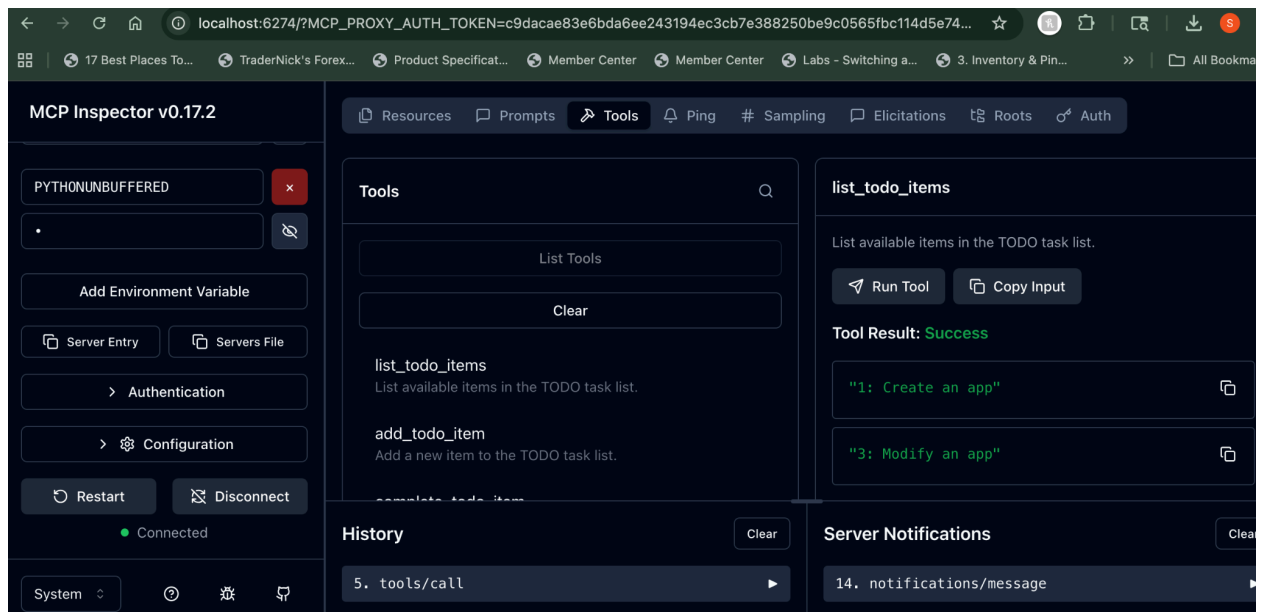 localhost:6274/?MCP_PROXY_AUTH_TOKEN=c9dacae83e6bda6ee243194ec3cb7e388250be9c0565fbc114d5e74...
S
17 Best Places To...
TraderNick's Forex...
Product Specificat...
Member Center
Member Center
Labs - Switching a...
3. Inventory & Pin...
»
All Bookma
MCP Inspector v0.17.2
Resources
Prompts
Tools
Ping
# Sampling
Elicitations
Roots
Auth
PYTHONUNBUFFERED
×
•
Add Environment Variable
Server Entry
Servers File
> Authentication
> Configuration
Restart
Disconnect
Connected
System
Tools
List Tools
Clear
list_todo_items
List available items in the TODO task list.
add_todo_item
Add a new item to the TODO task list.
complete_todo_item
list_todo_items
List available items in the TODO task list.
Run Tool
Copy Input
Tool Result: Success
"1: Create an app"
"3: Modify an app"
History
Clear
5. tools/call
Server Notifications
Clea
14. notifications/message